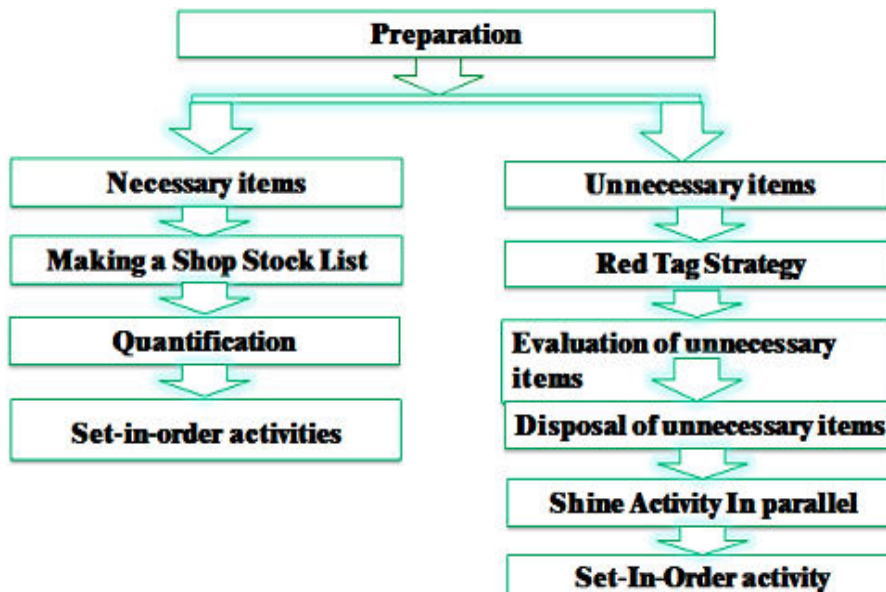 Preparation
Necessary items
Making a Shop Stock List
Quantification
Set-in-order activities
Unnecessary items
Red Tag Strategy
Evaluation of unnecessary
items
Disposal of unnecessary items
Shine Activity In parallel
Set-In-Order activity